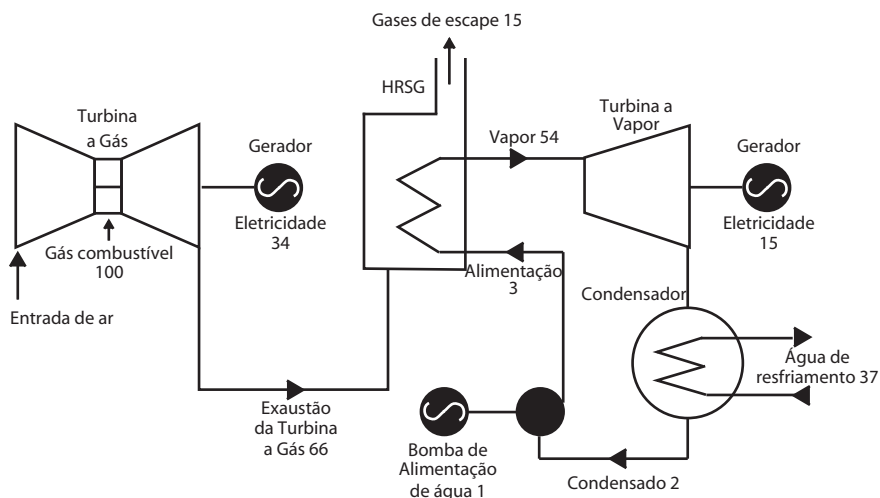 Gases de escape 15
HRSG
Turbina
a Gás
Turbina a
Vapor
Vapor 54
Gerador
Gerador
Eletricidade
34
Eletricidade
15
Gás combustível
100
Alimentação
3
Condensador
Entrada de ar
Água de
resfriamento 37
Exaustão
da Turbina
a Gás 66
Bomba de
Alimentação
de água 1
Condensado 2